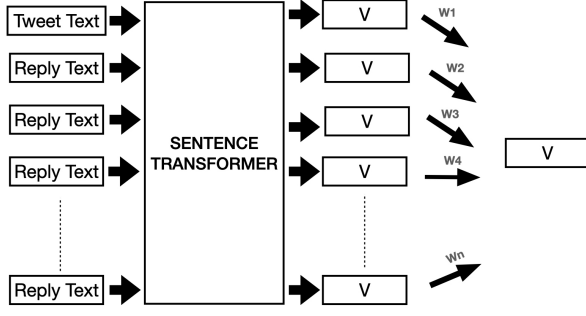 Tweet Text
V
W1
Reply Text
V
W2
Reply Text
V
W3
SENTENCE
TRANSFORMER
Reply Text
V
W4
V
Reply Text
V
Wn